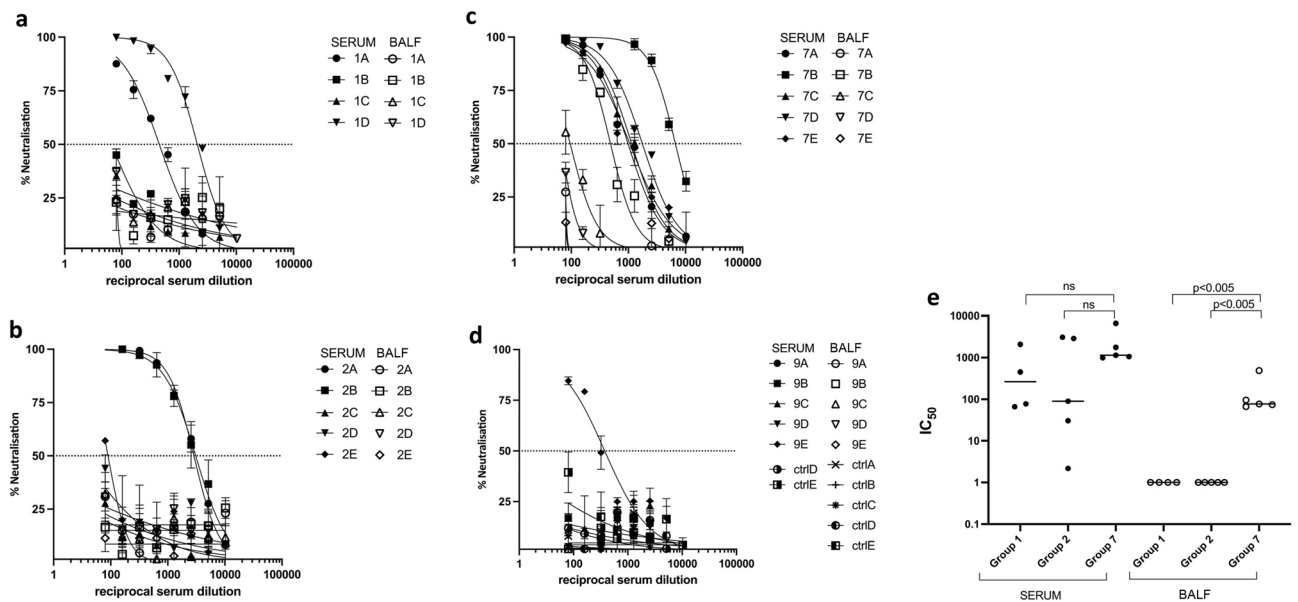 a
SERUM BALF
1A 1A
1B 1B
1C 1C
1D 1D
% Neutralisation
100
75
50
25
1 100 1000 10000 100000
reciprocal serum dilution
c
SERUM BALF
7A 7A
7B 7B
7C 7C
7D 7D
7E 7E
% Neutralisation
100
75
50
25
1 100 1000 10000 100000
reciprocal serum dilution
b
SERUM BALF
2A 2A
2B 2B
2C 2C
2D 2D
2E 2E
% Neutralisation
100
75
50
25
1 100 1000 10000 100000
reciprocal serum dilution
d
SERUM BALF
9A 9A
9B 9B
9C 9C
9D 9D
9E 9E
ctrlD ctrlA
ctrlE ctrlB
ctrlC
ctrlD
ctrlE
% Neutralisation
100
75
50
25
1 100 1000 10000 100000
reciprocal serum dilution
e
ns p<0.005
ns p<0.005
IC50
10000
1000
100
10
1
0.1
Group 1 Group 2 Group 7 Group 1 Group 2 Group 7
SERUM BALF